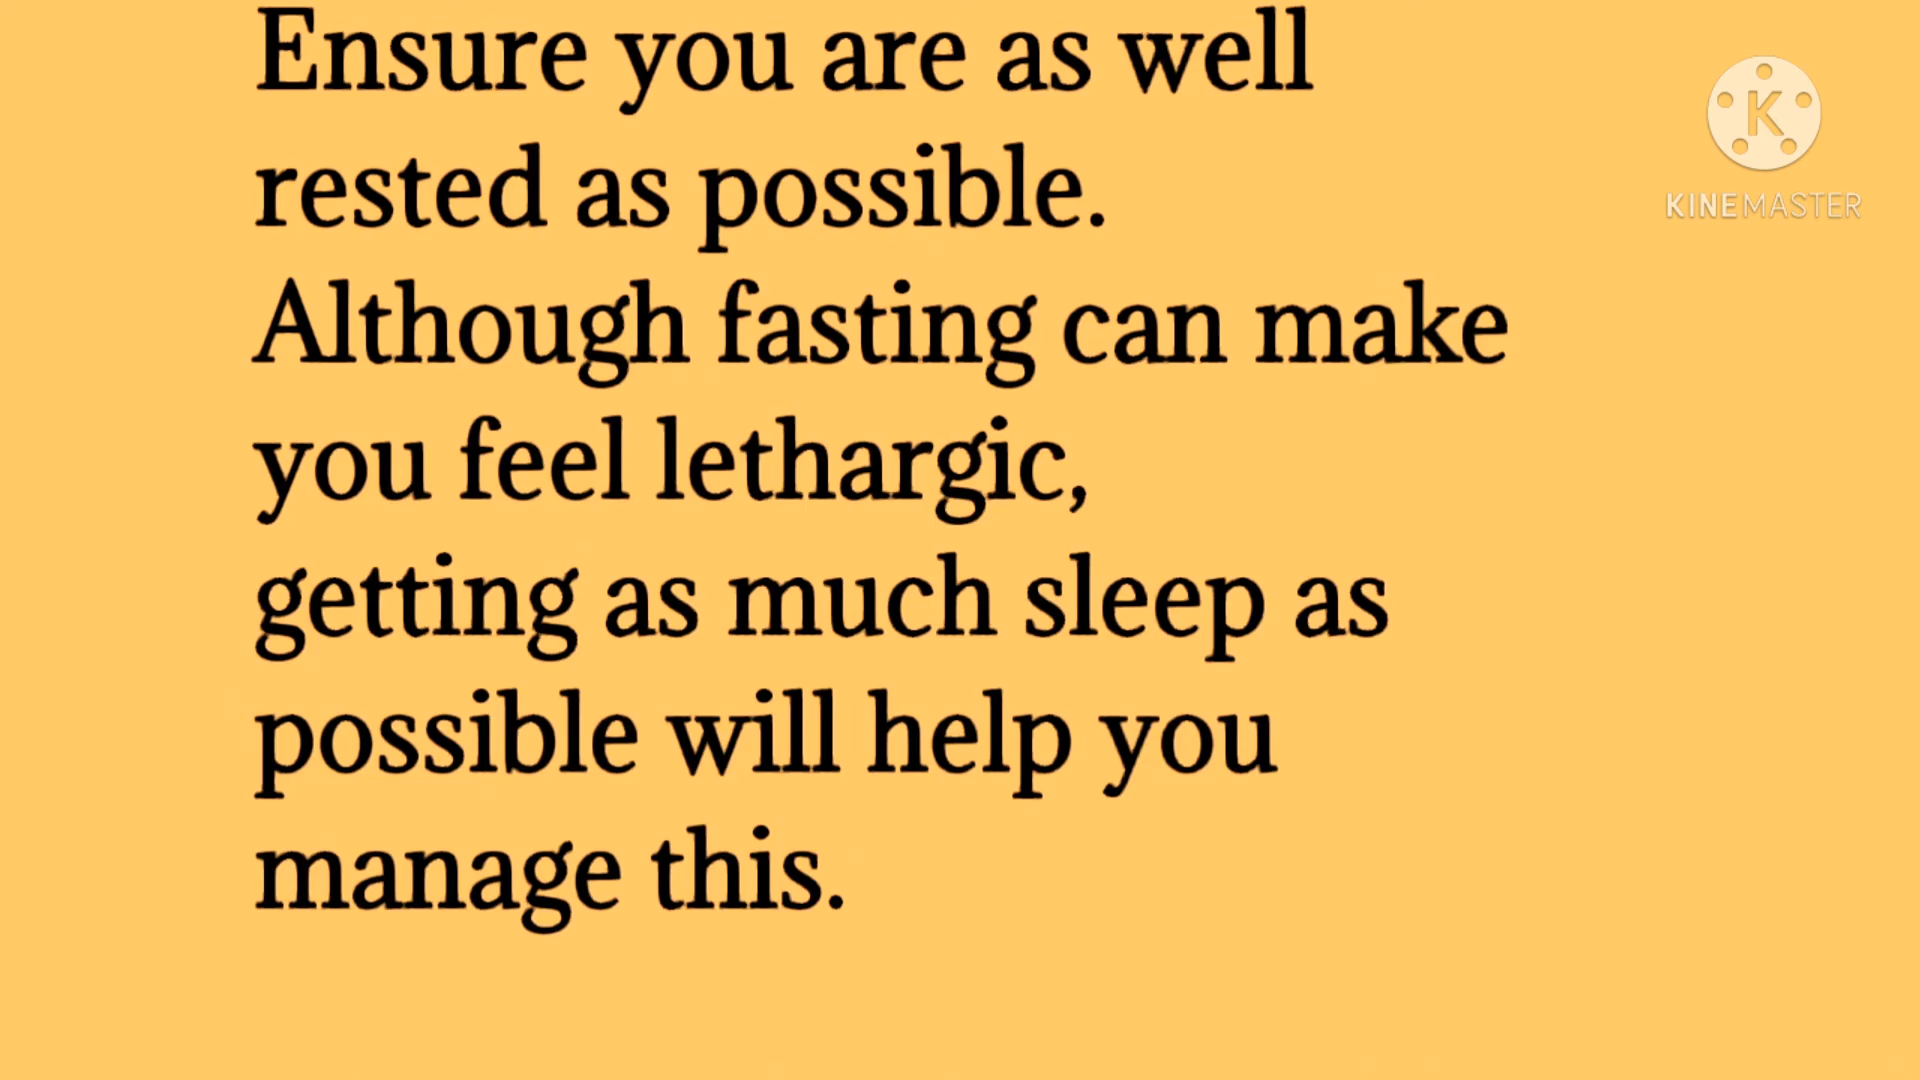 Ensure you are as well
rested as possible.
Although fasting can make
you feel lethargic,
getting as much sleep as
possible will help you
manage this.
K
KINEMASTER